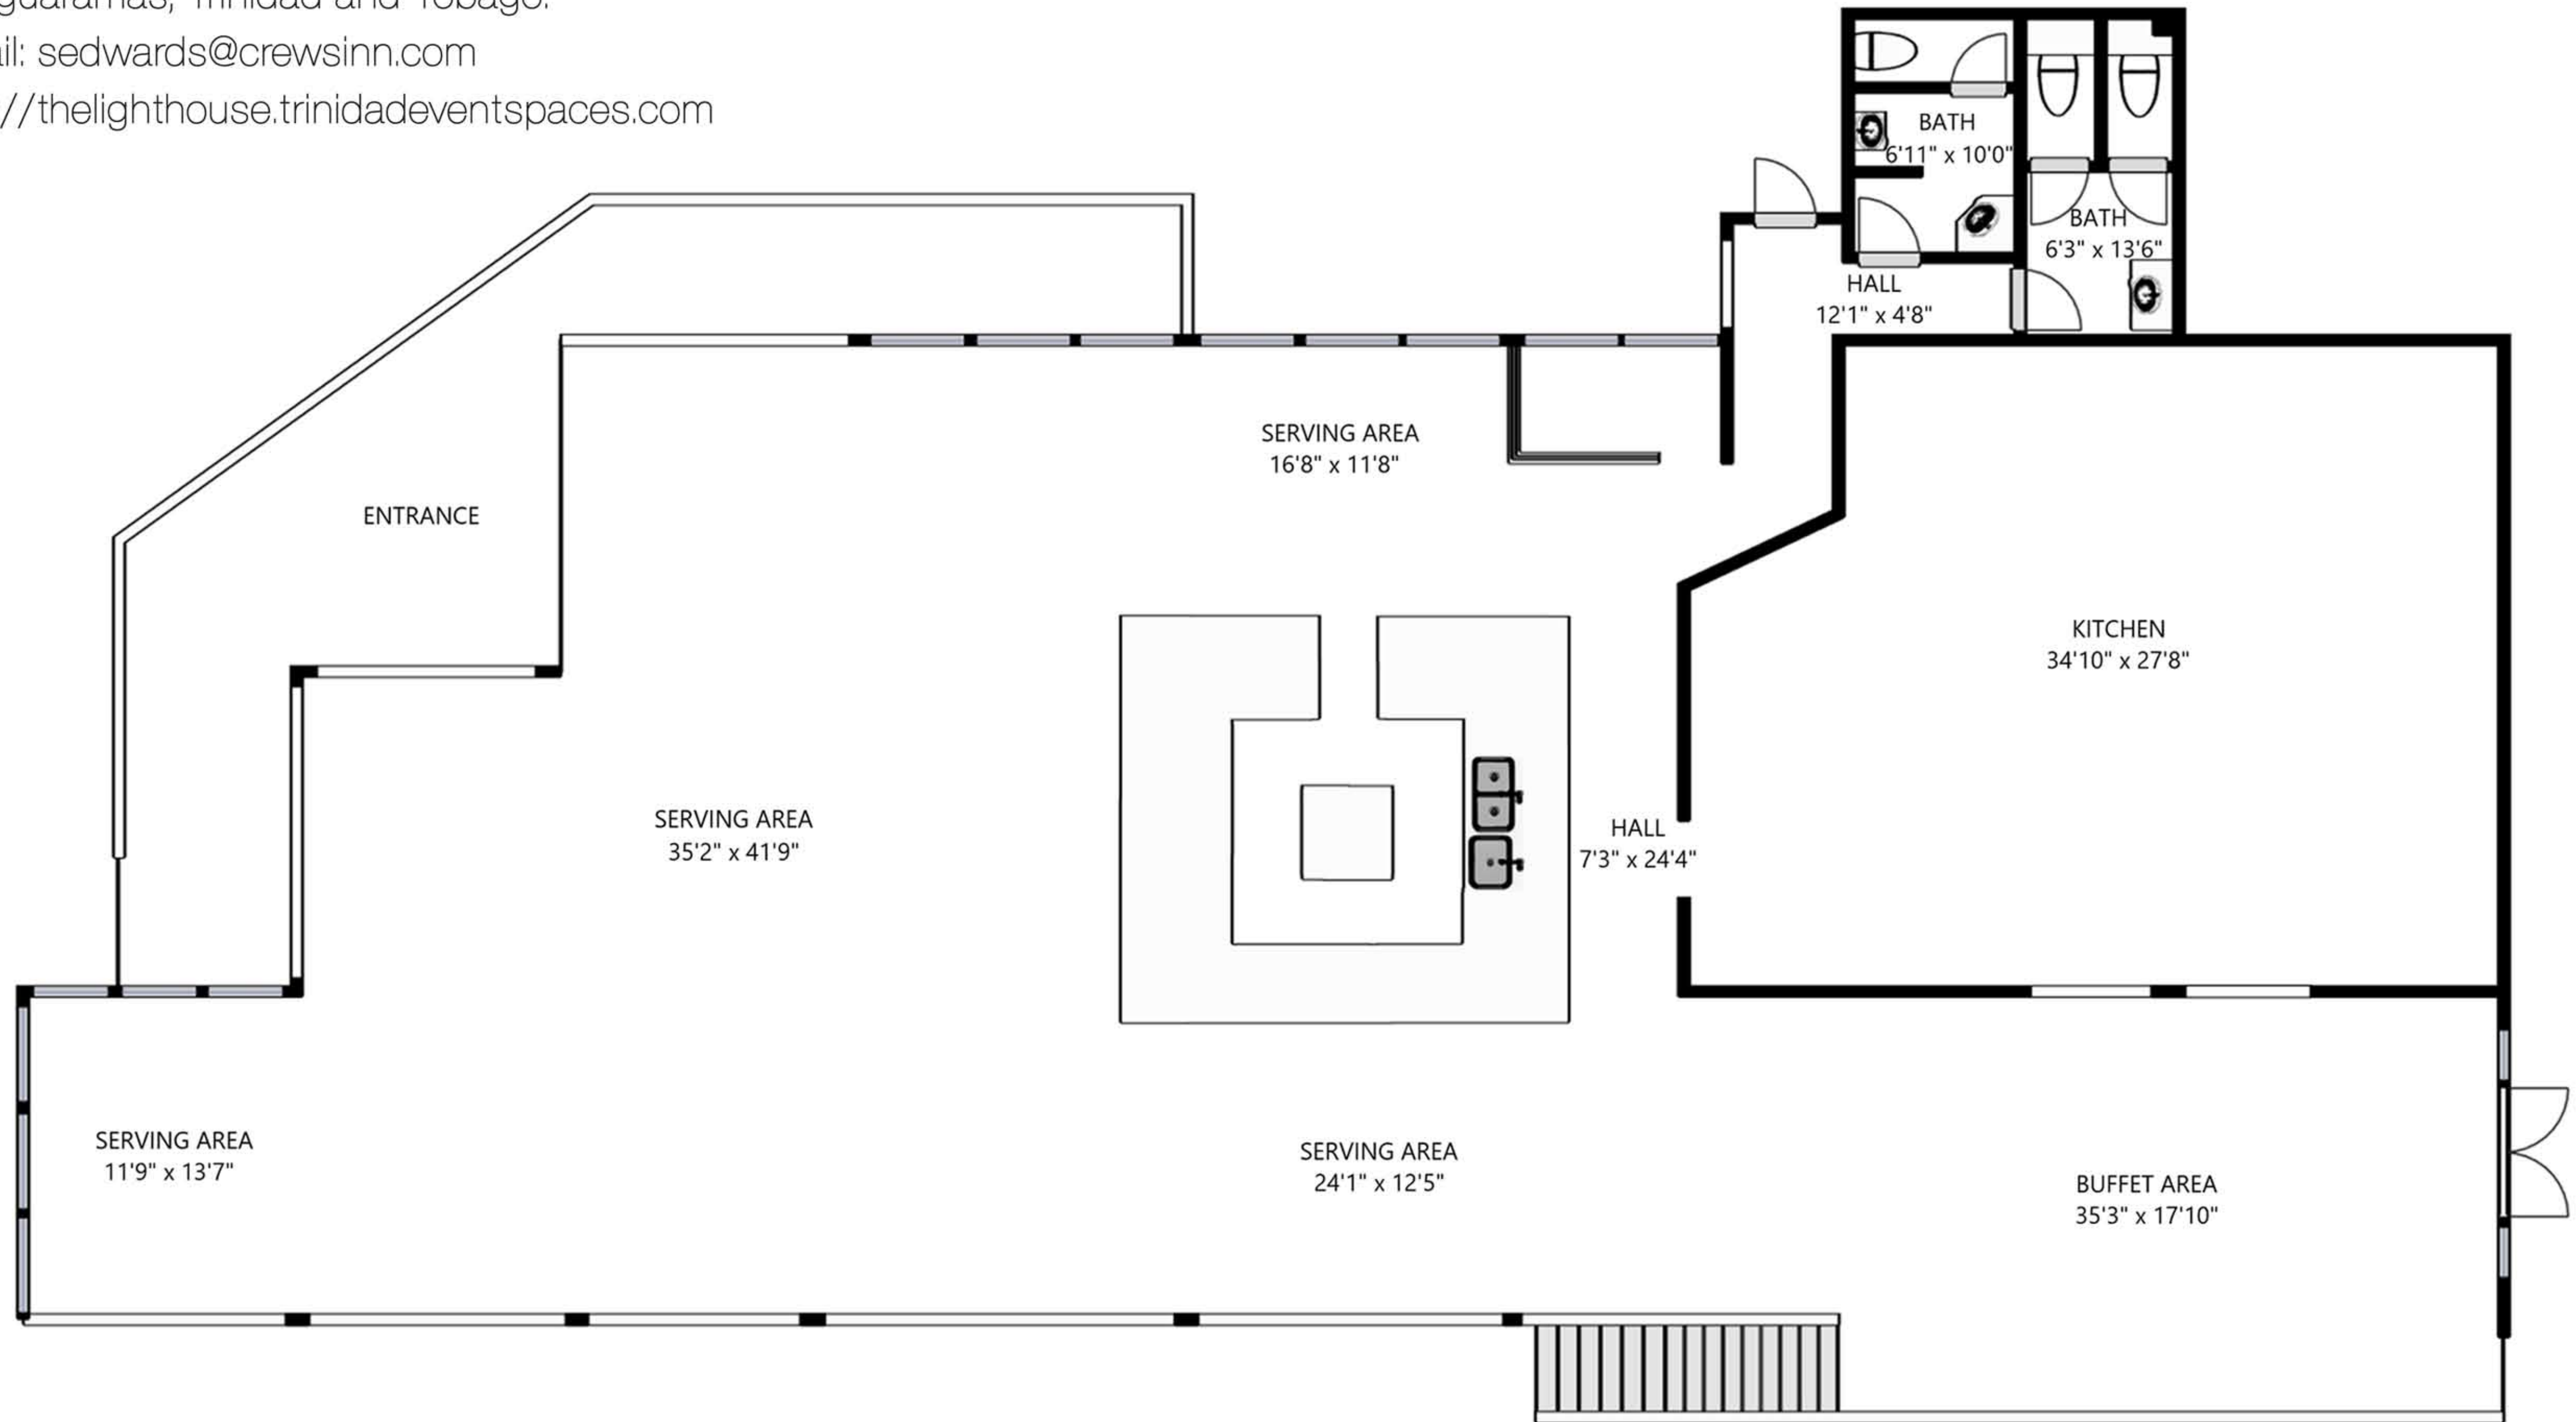 Trinidad and Tobago.
sedwards@crewsinn.com
//thelighthouse.trinidadeventspaces.com
BATH
6'11" x 10'0"
BATH
6'3" x 13'6"
HALL
12'1" x 4'8"
SERVING AREA
16'8" x 11'8"
ENTRANCE
KITCHEN
34'10" x 27'8"
SERVING AREA
35'2" x 41'9"
HALL
7'3" x 24'4"
SERVING AREA
11'9" x 13'7"
SERVING AREA
24'1" x 12'5"
BUFFET AREA
35'3" x 17'10"